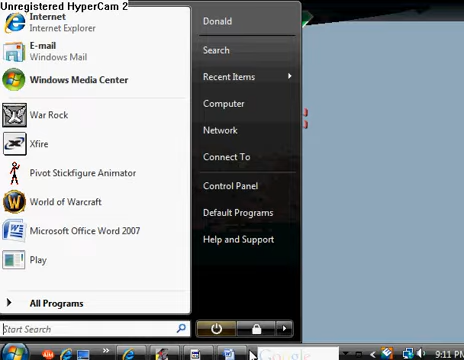 Unregistered HyperCam 2
Internet
Internet Explorer
E-mail
Windows Mail
Windows Media Center
War Rock
Xfire
Pivot Stickfigure Animator
World of Warcraft
Microsoft Office Word 2007
Play
All Programs
Start Search
Donald
Search
Recent Items
Computer
Network
Connect To
Control Panel
Default Programs
Help and Support
Google
9:11 PM